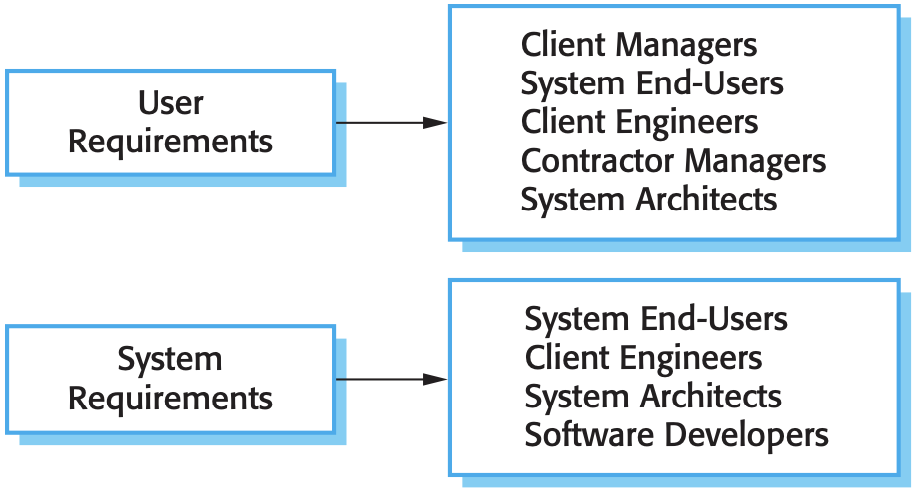 User
Requirements
Client Managers
System End-Users
Client Engineers
Contractor Managers
System Architects
System
Requirements
System End-Users
Client Engineers
System Architects
Software Developers